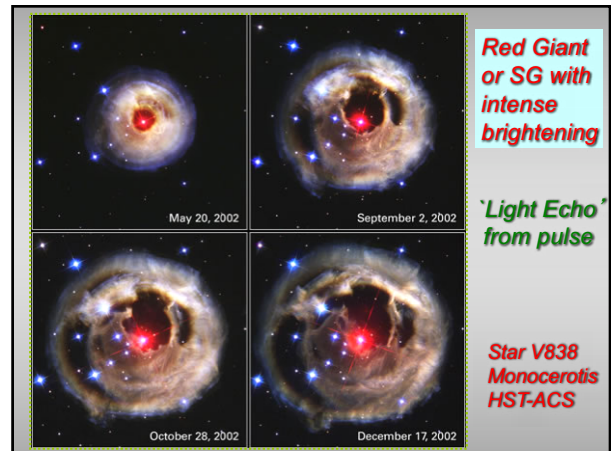 Red Giant
or SG with
intense
brightening
May 20, 2002
September 2, 2002
‘Light Echo’
from pulse
October 28, 2002
December 17, 2002
Star V838
Monocerotis
HST-ACS